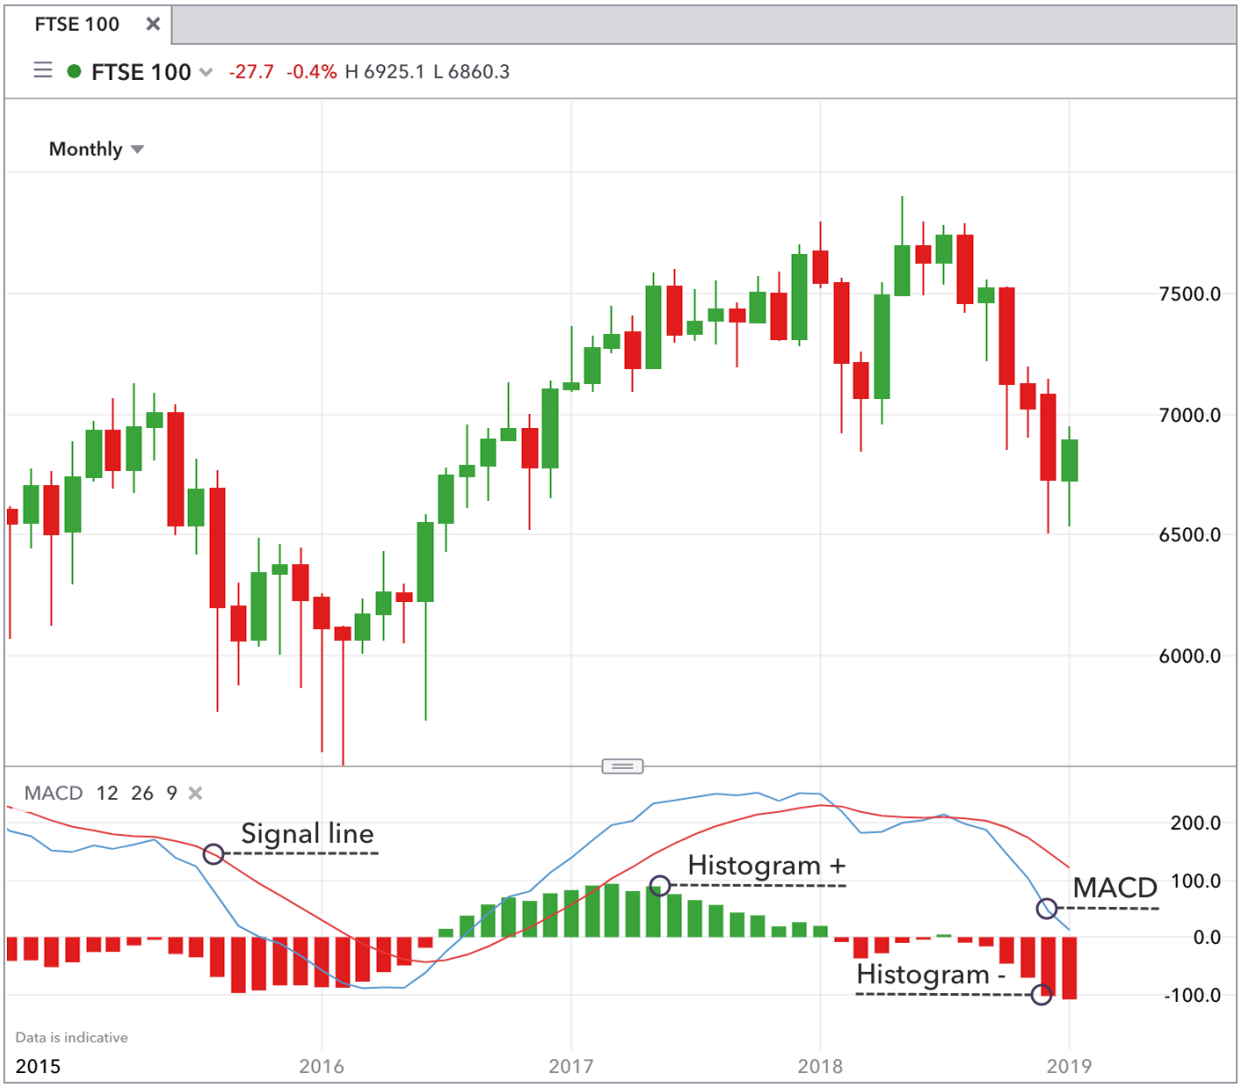 FTSE 100
FTSE 100 -27.7 -0.4% H 6925.1 L 6860.3
Monthly
7500.0
7000.0
6500.0
6000.0
MACD 12 26 9
200.0
Signal line
Histogram +
100.0
MACD
0.0
Histogram -
-100.0
Data is indicative
2015 2016 2017 2018 2019